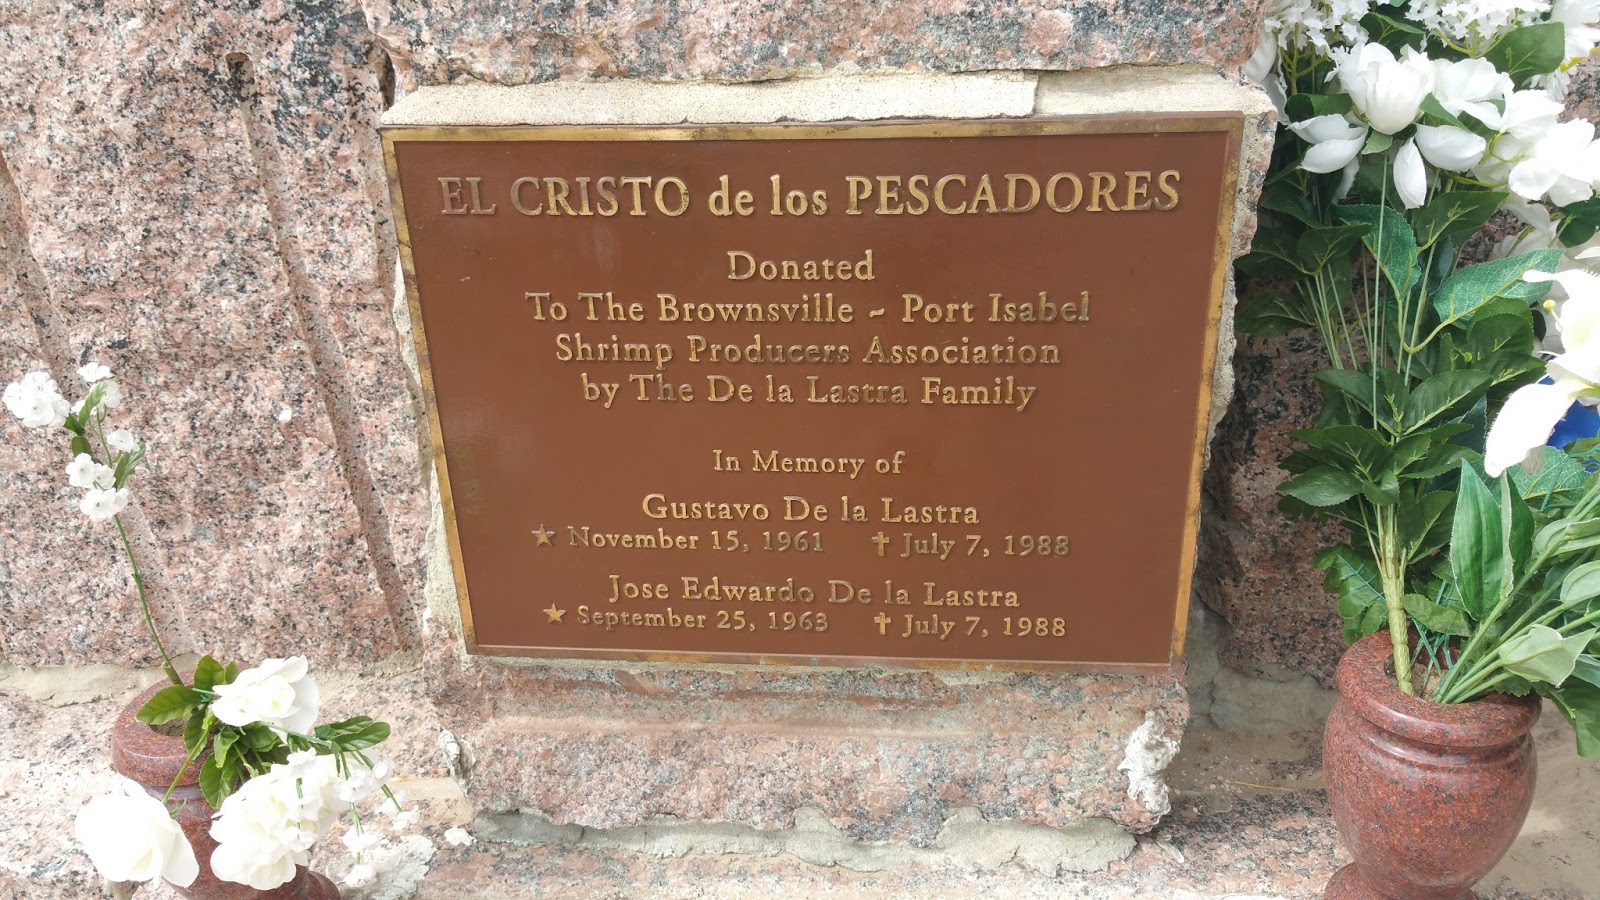 EL CRISTO de los PESCADORES
Donated
To The Brownsville ~ Port Isabel
Shrimp Producers Association
by The De la Lastra Family
In Memory of
Gustavo De la Lastra
★ November 15, 1961 ✝ July 7, 1988
Jose Edwardo De la Lastra
★ September 25, 1963 ✝ July 7, 1988